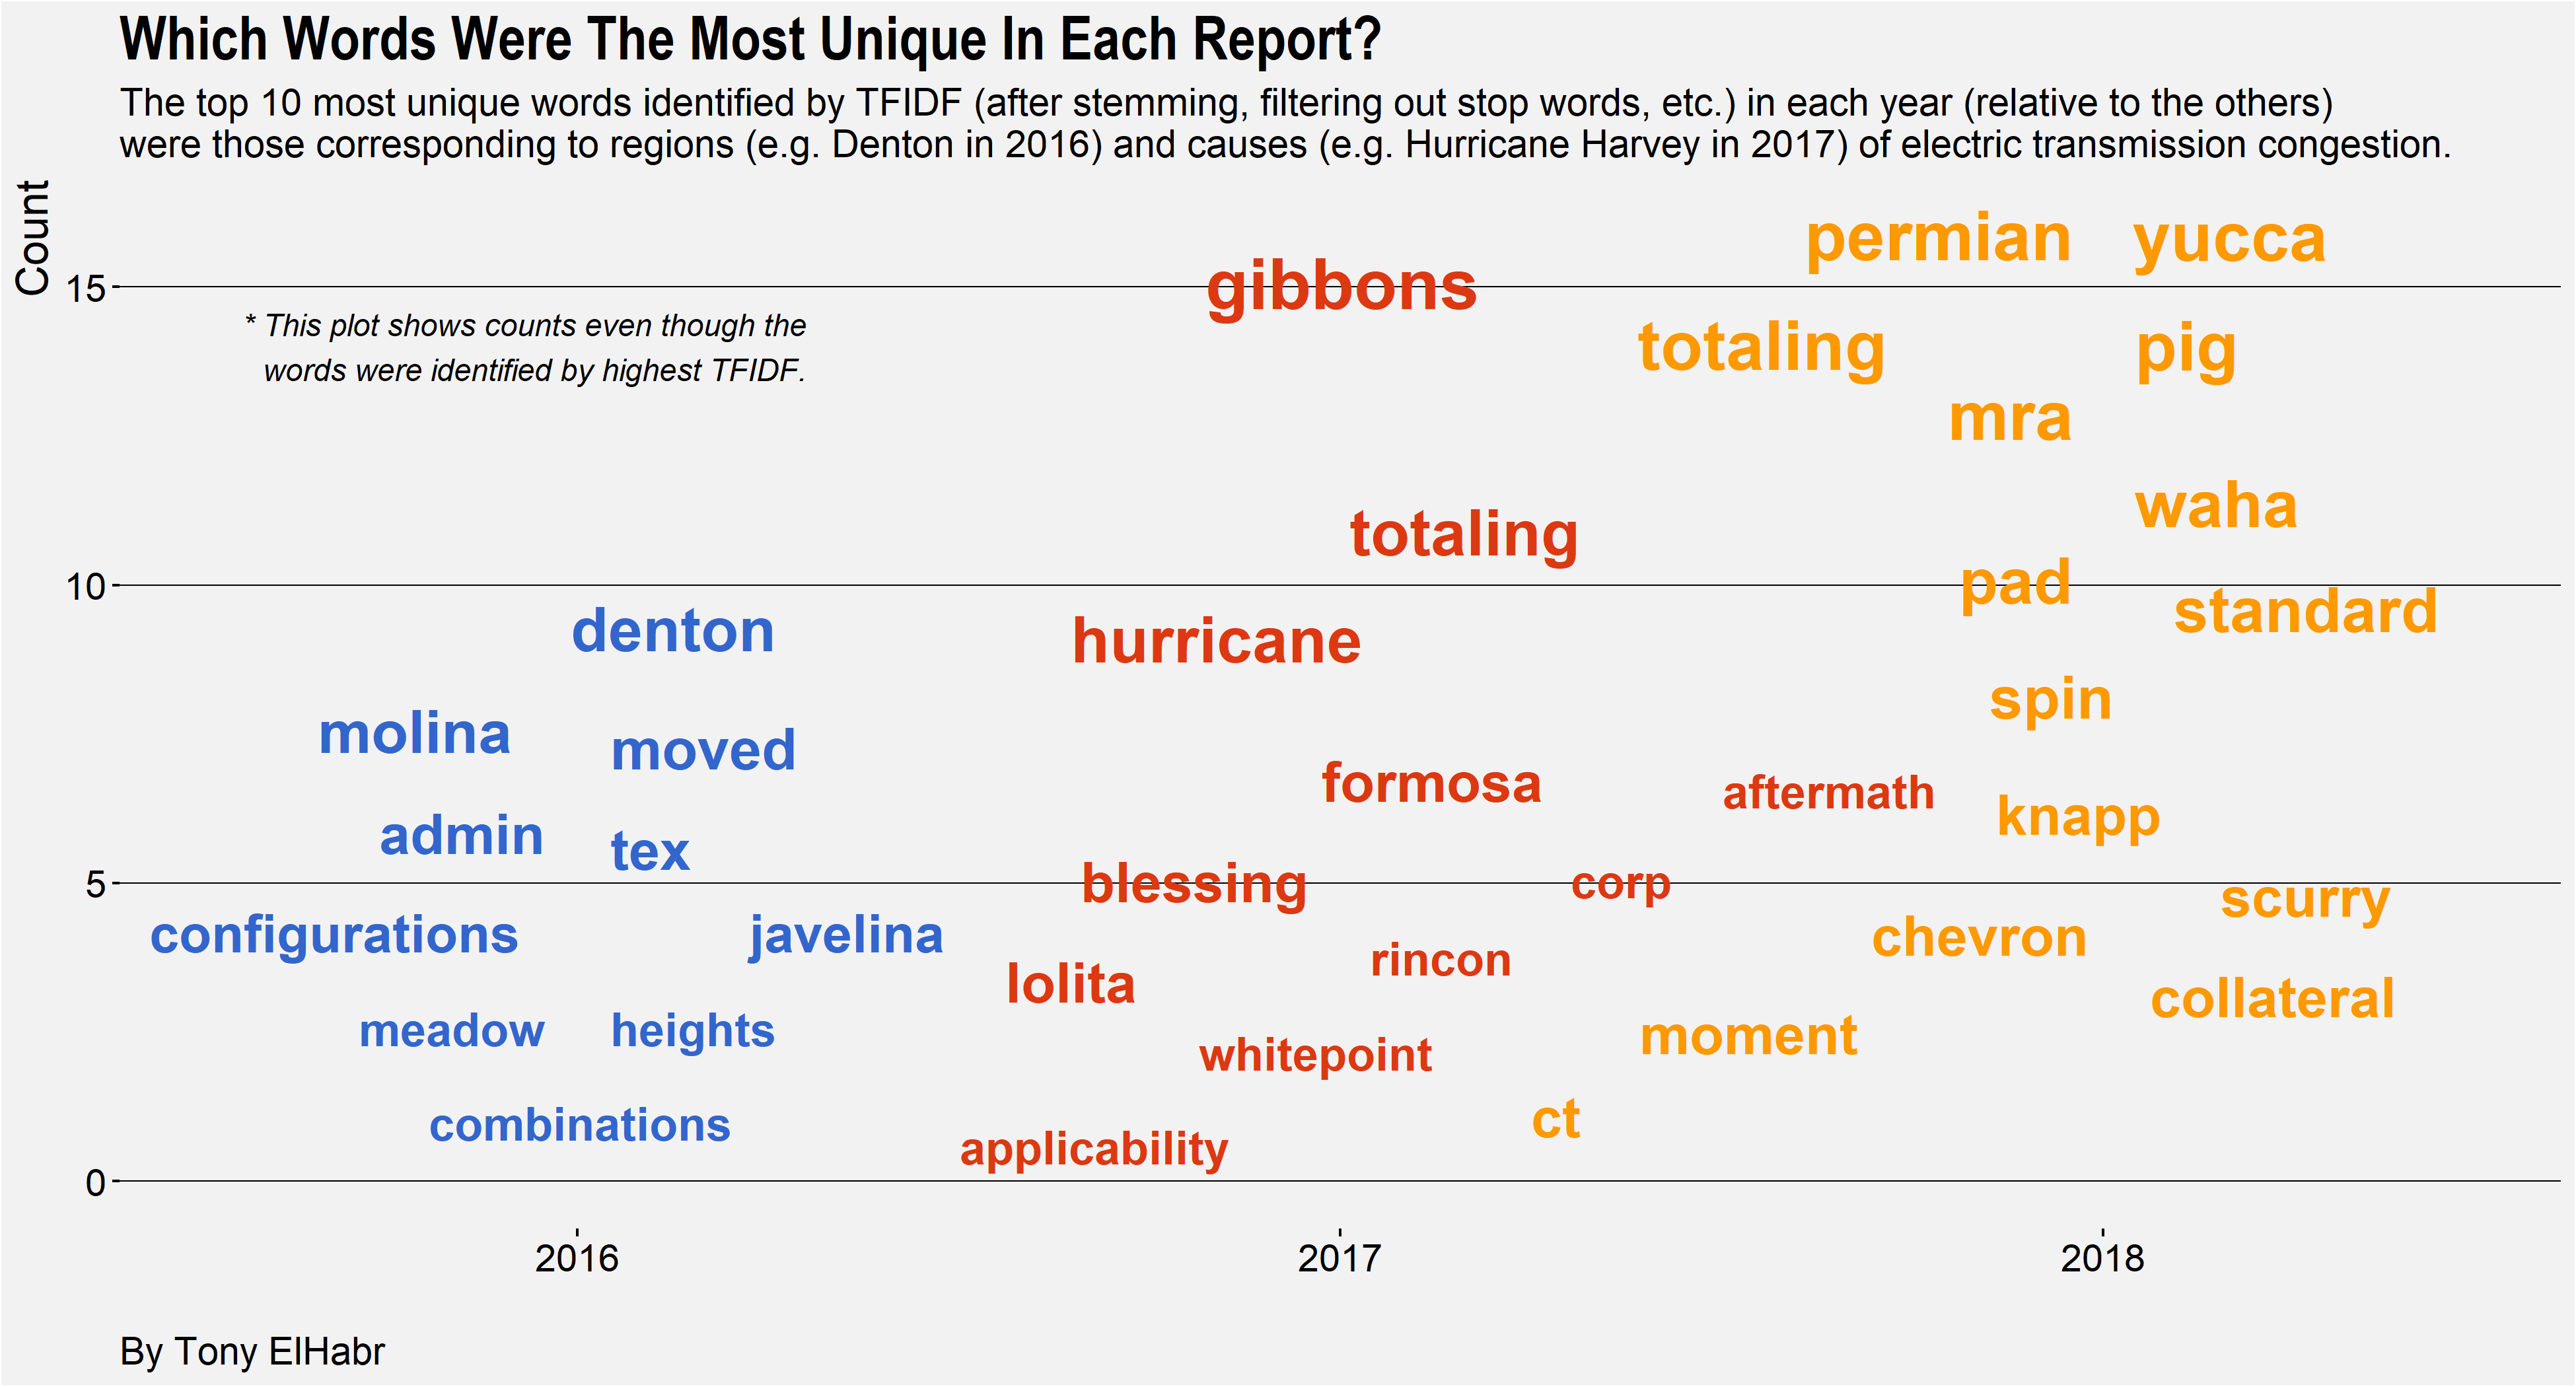 Which Words Were The Most Unique In Each Report?
The top 10 most unique words identified by TFIDF (after stemming, filtering out stop words, etc.) in each year (relative to the others)
were those corresponding to regions (e.g. Denton in 2016) and causes (e.g. Hurricane Harvey in 2017) of electric transmission congestion.
Count
permian yucca
15 gibbons
* This plot shows counts even though the
words were identified by highest TFIDF.
totaling pig
mra
waha
totaling
10 pad
standard
denton hurricane
spin
molina moved
formosa aftermath knapp
admin tex
5 blessing corp
scurry
configurations javelina chevron
rincon
lolita collateral
meadow heights moment
whitepoint
combinations ct
applicability
0
2016 2017 2018
By Tony ElHabr